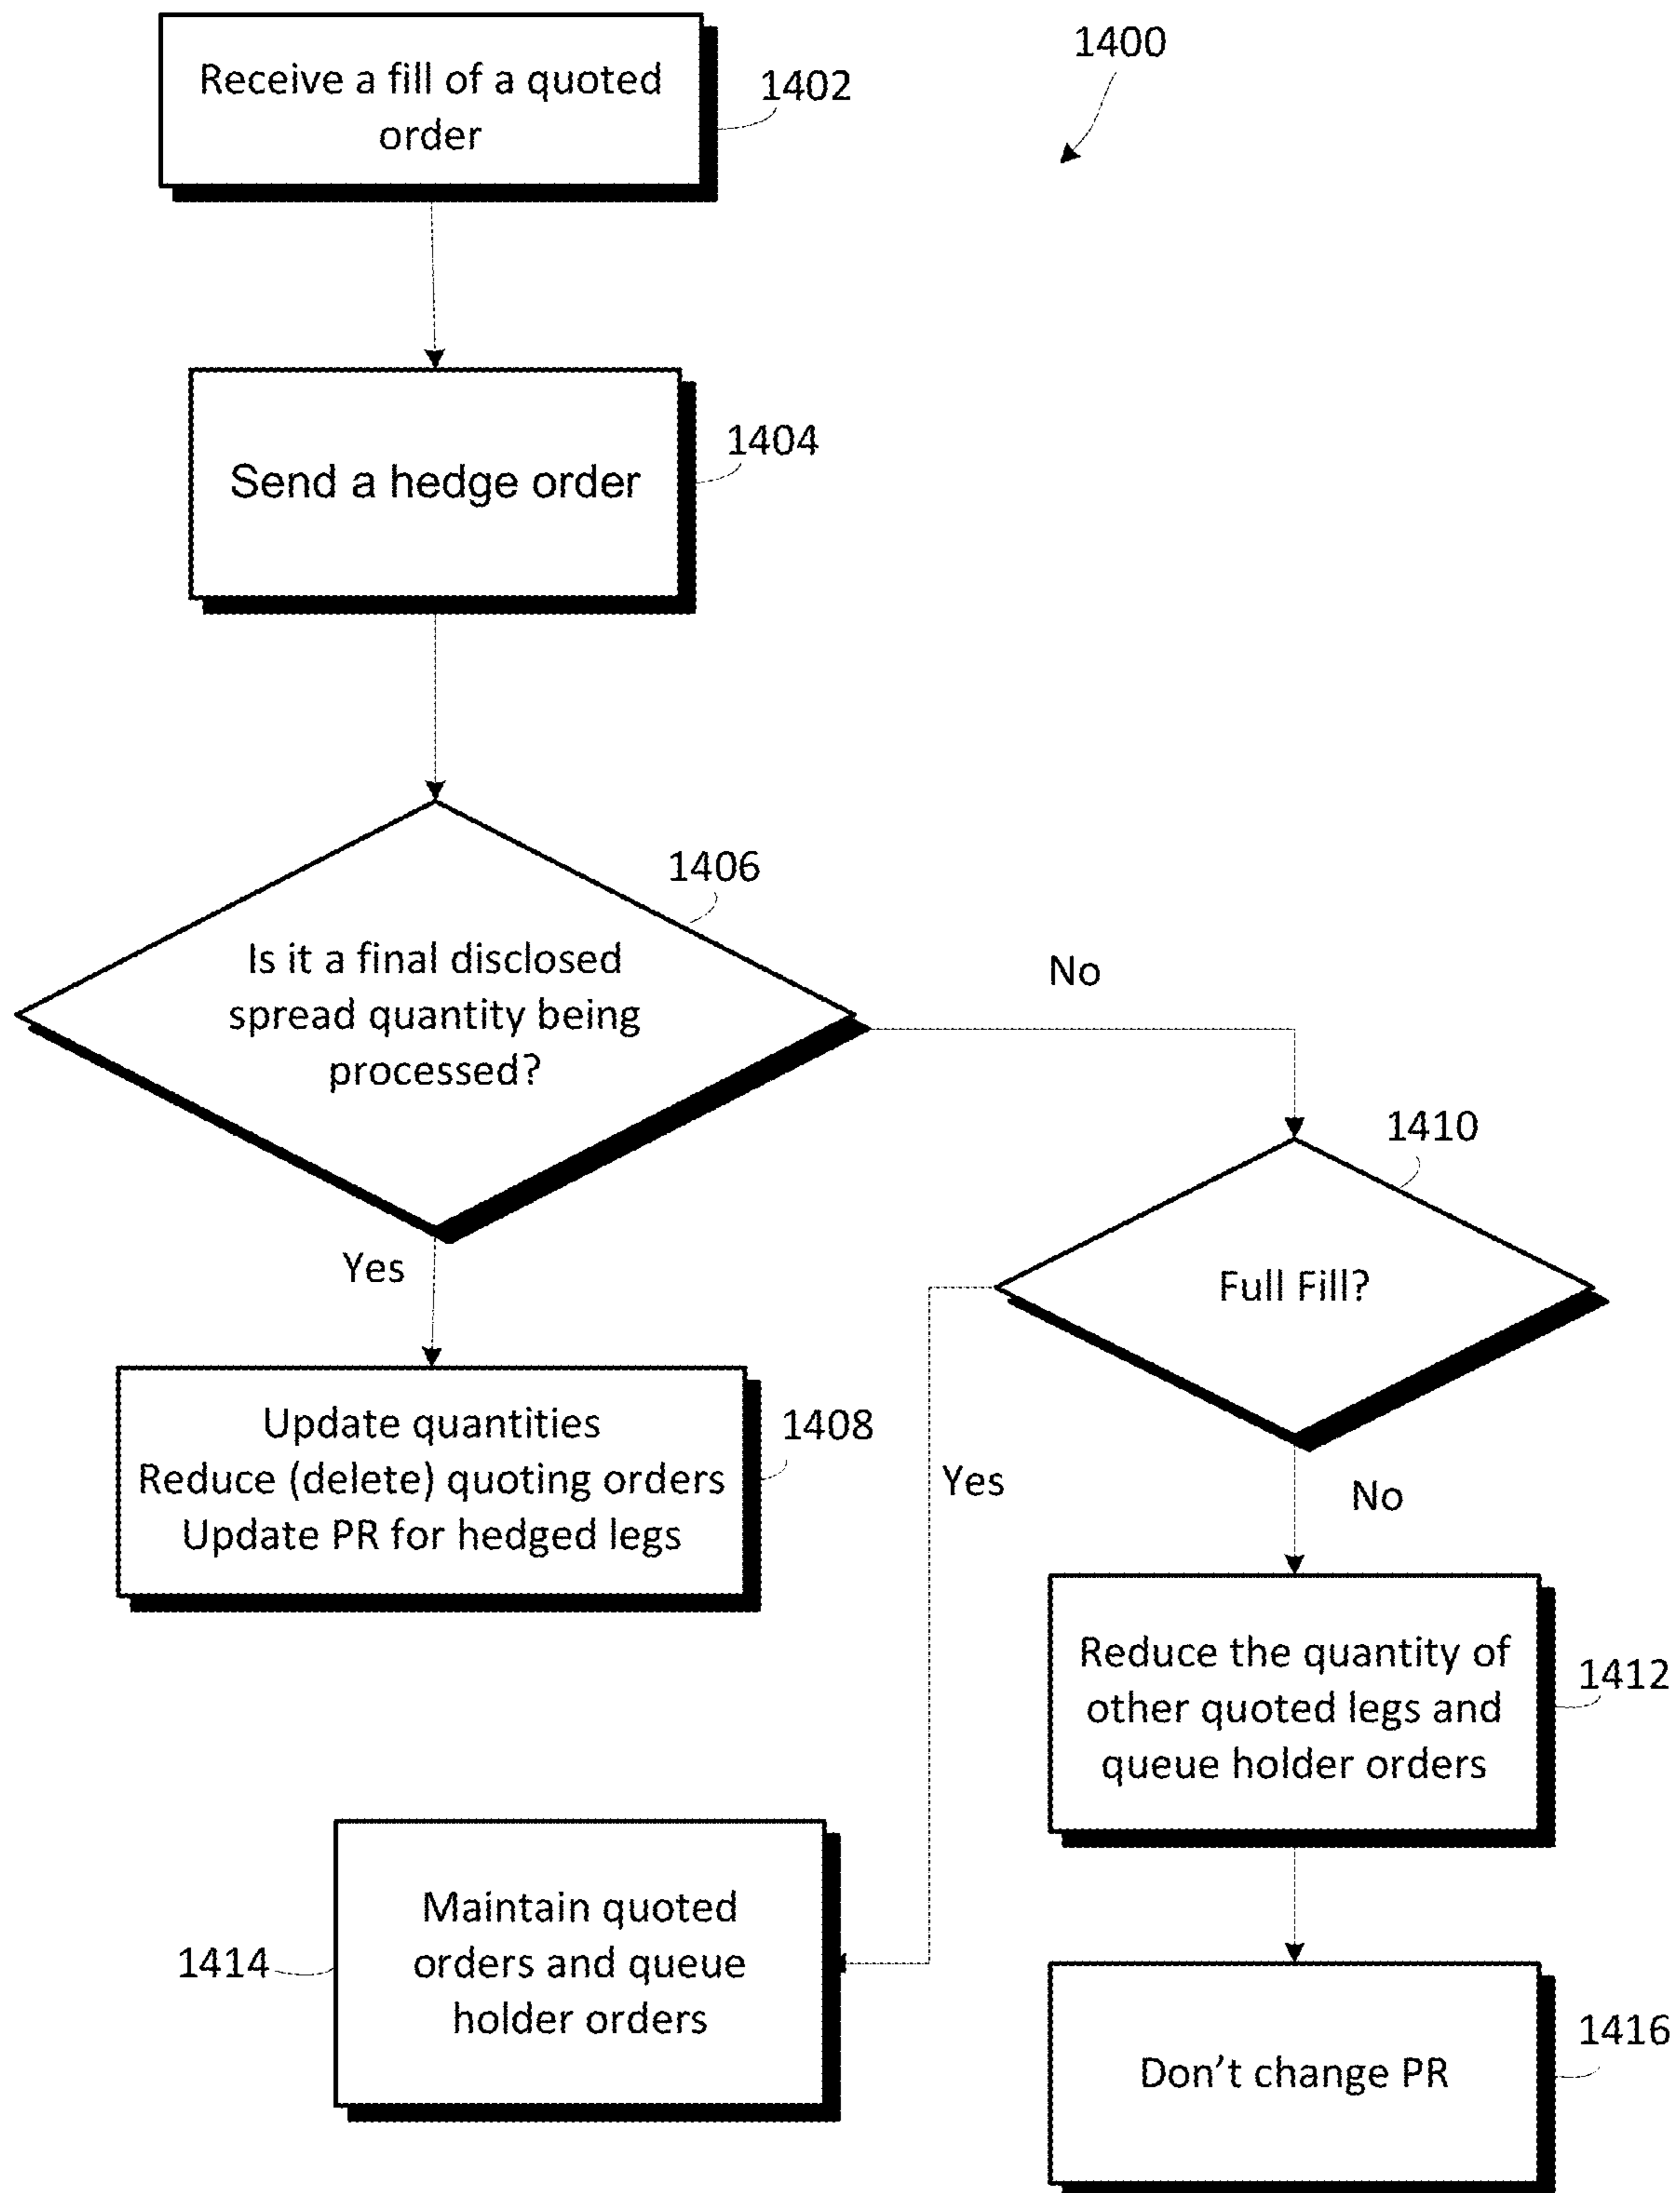 1400
Receive a fill of a quoted
order
1402
Send a hedge order
1404
1406
Is it a final disclosed
spread quantity being
processed?
No
Yes
1410
Full Fill?
Update quantities
Reduce (delete) quoting orders
Update PR for hedged legs
1408
Yes
No
Reduce the quantity of
other quoted legs and
queue holder orders
1412
Maintain quoted
orders and queue
holder orders
1414
Don't change PR
1416